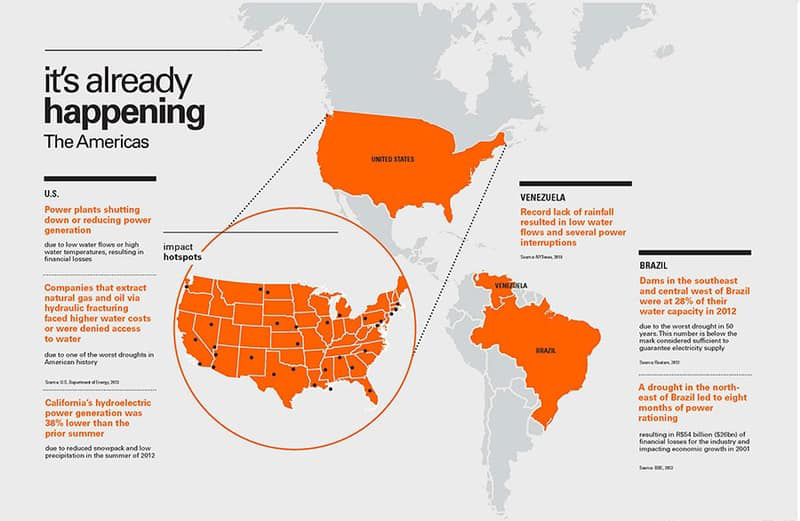 it's already
happening
The Americas
U.S.
Power plants shutting
down or reducing power
generation
due to low water flows or high
water temperatures, resulting in
financial losses
Companies that extract
natural gas and oil via
hydraulic fracturing
faced higher water costs
or were denied access
to water
due to one of the worst droughts in
American history
Source: U.S. Department of Energy, 2013
California's hydroelectric
power generation was
38% lower than the
prior summer
due to reduced snowpack and low
precipitation in the summer of 2012
impact
hotspots
UNITED STATES
VENEZUELA
Record lack of rainfall
resulted in low water
flows and several power
interruptions
Source: NYTimes, 2010
VENEZUELA
BRAZIL
BRAZIL
Dams in the southeast
and central west of Brazil
were at 28% of their
water capacity in 2012
due to the worst drought in 50
years. This number is below the
mark considered sufficient to
guarantee electricity supply
Source: Reuters, 2012
A drought in the north-
east of Brazil led to eight
months of power
rationing
resulting in R$54 billion ($26bn) of
financial losses for the industry and
impacting economic growth in 2001
Source: BBC,